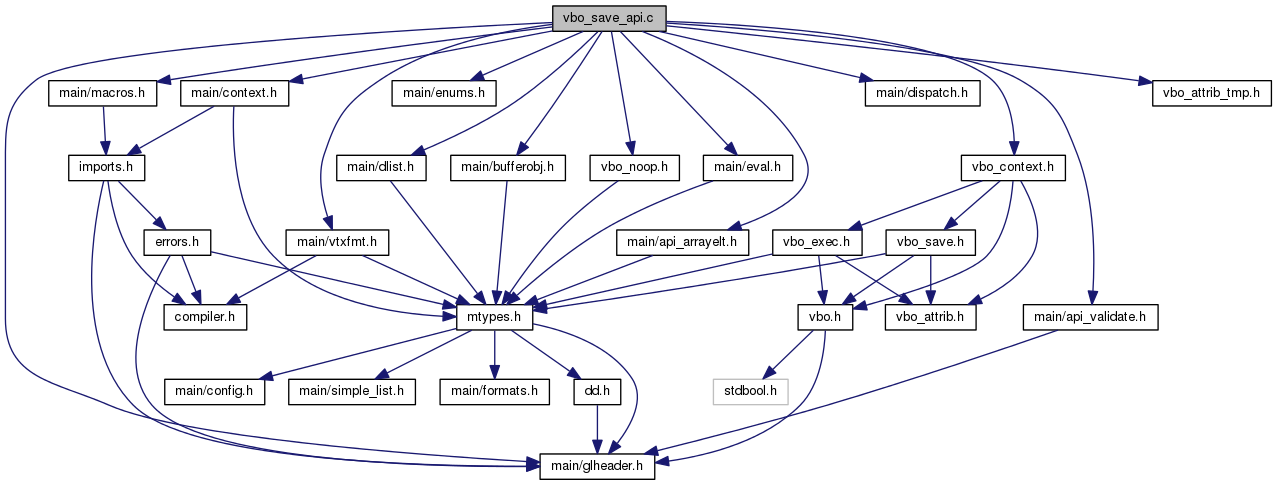 vbo_save_api.c
main/macros.h
main/context.h
main/enums.h
main/dispatch.h
vbo_attrib_tmp.h
imports.h
main/dlist.h
main/bufferobj.h
vbo_noop.h
main/eval.h
vbo_context.h
errors.h
main/vtxfmt.h
main/api_arrayelt.h
vbo_exec.h
vbo_save.h
compiler.h
mtypes.h
vbo.h
vbo_attrib.h
main/api_validate.h
main/config.h
main/simple_list.h
main/formats.h
dd.h
stdbool.h
main/glheader.h